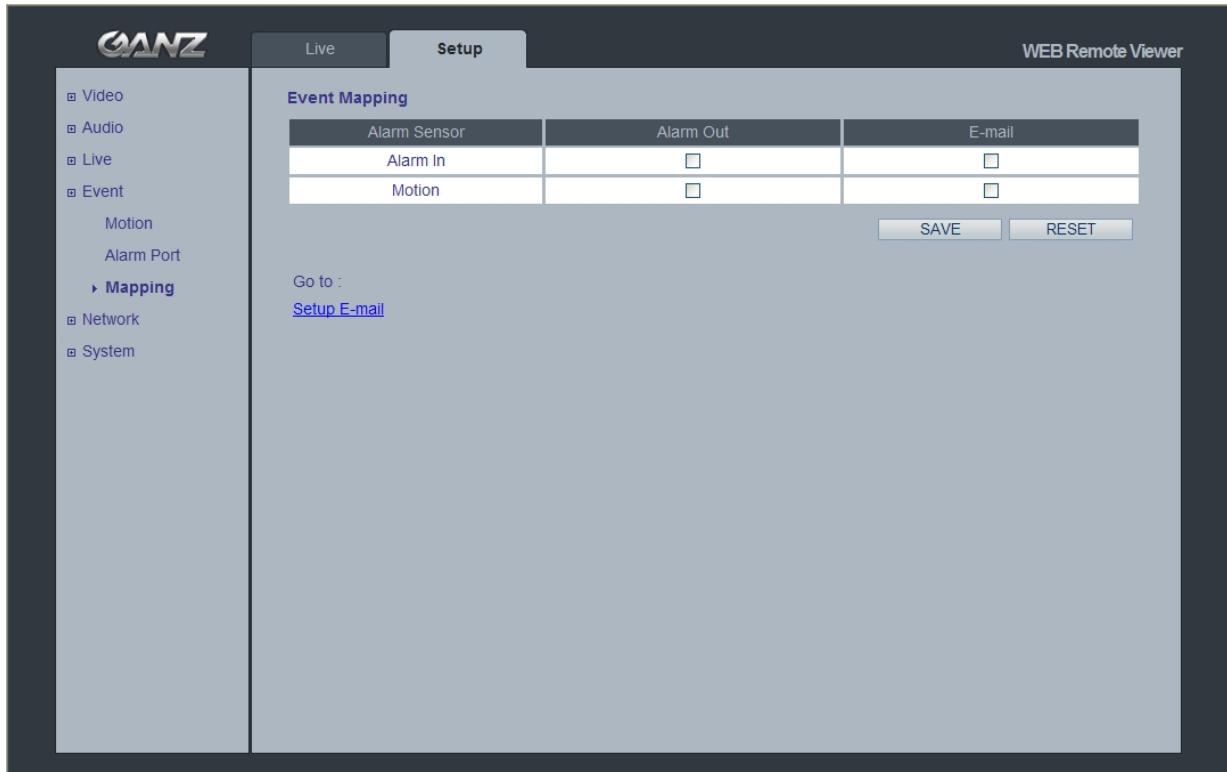 GANZ
Live
Setup
WEB Remote Viewer
Video
Audio
Live
Event
Motion
Alarm Port
Mapping
Network
System
Event Mapping
Alarm Sensor Alarm Out E-mail
Alarm In
Motion
SAVE RESET
Go to :
Setup E-mail